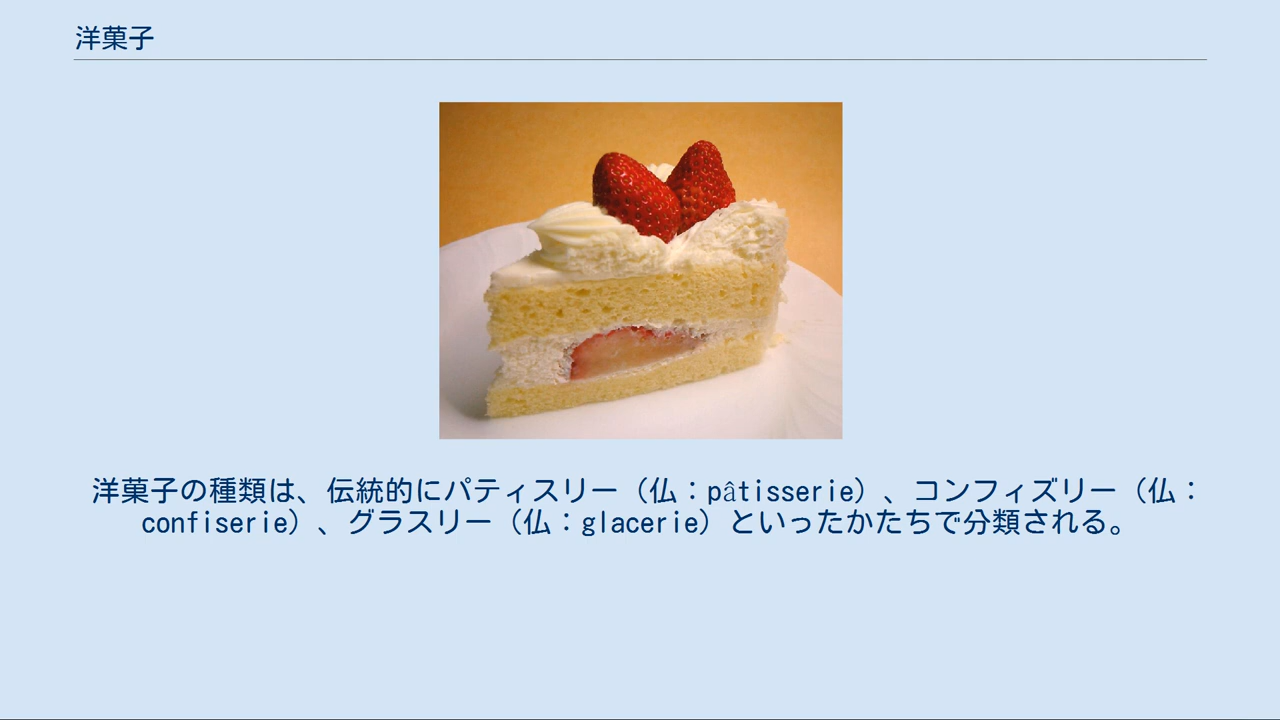 洋菓子
洋菓子の種類は、伝統的にパティスリー（仏：pâtisserie）、コンフィズリー（仏：
confiserie）、グラスリー（仏：glacerie）といったかたちで分類される。